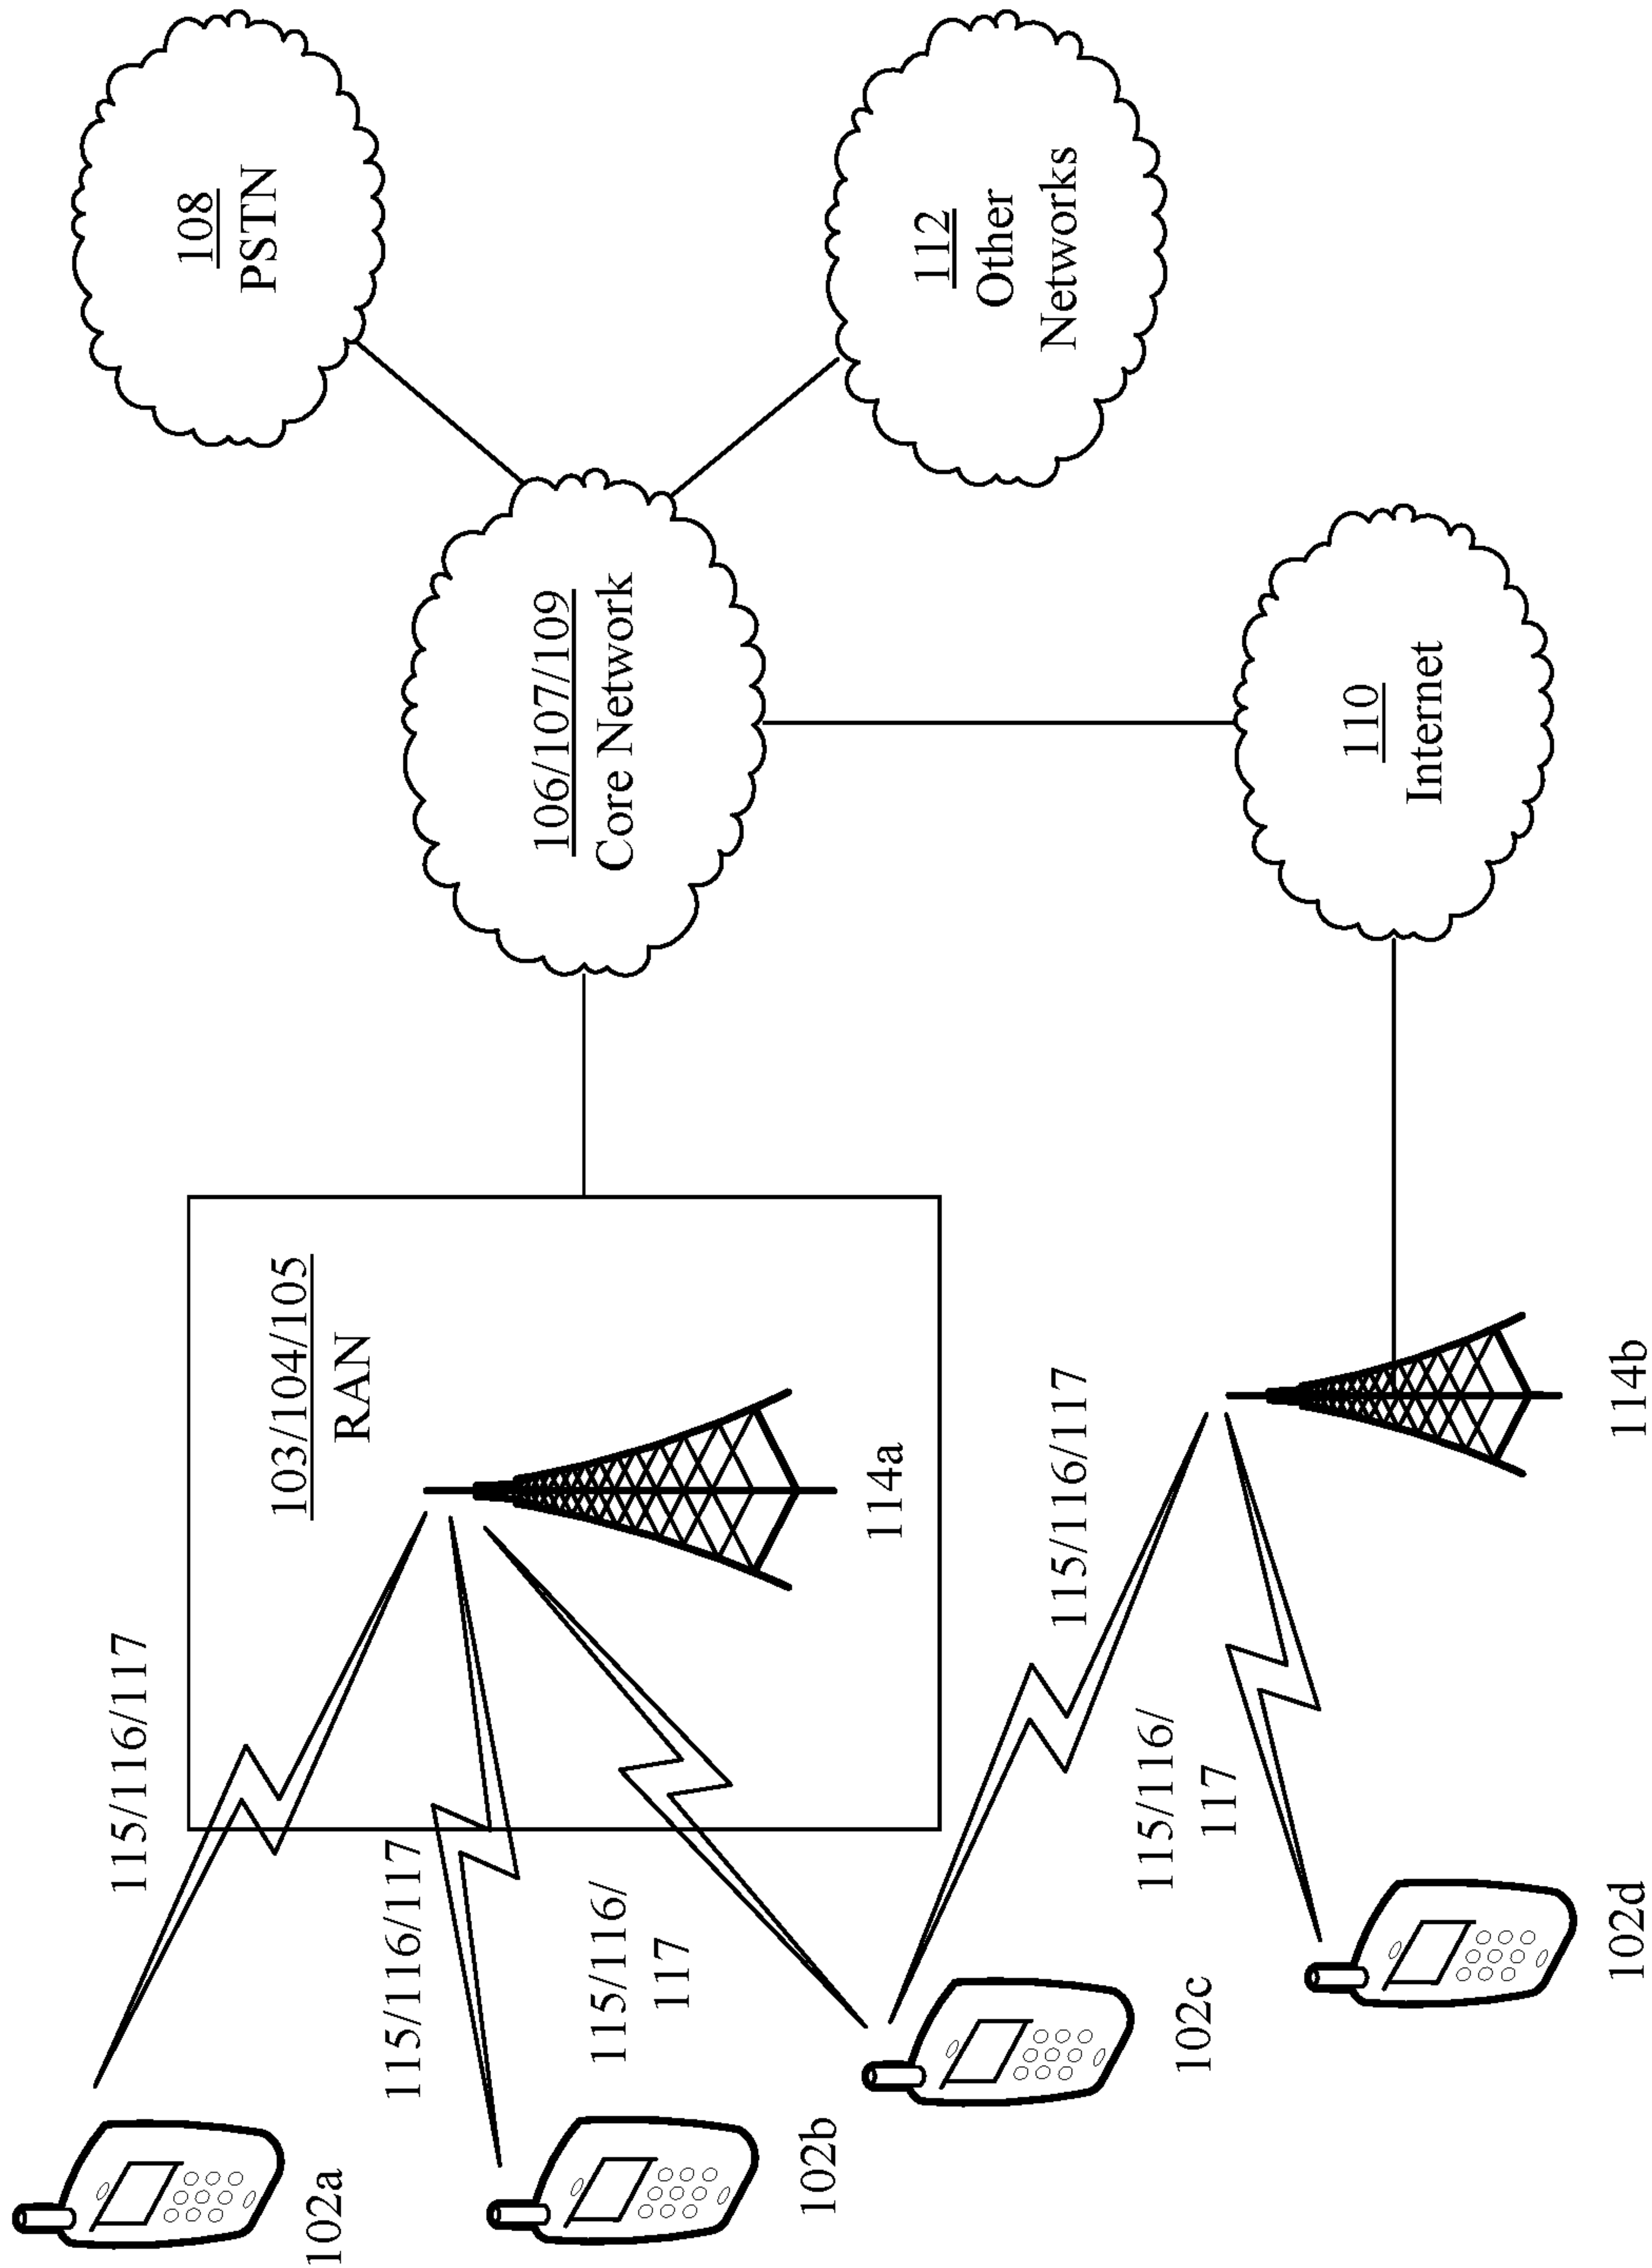 102a
115/116/117
103/104/105
RAN
108
PSTN
106/107/109
Core Network
115/116/117
102b
115/116/
117
114a
112
Other
Networks
102c
115/116/117
115/116/
117
110
Internet
102d
114b